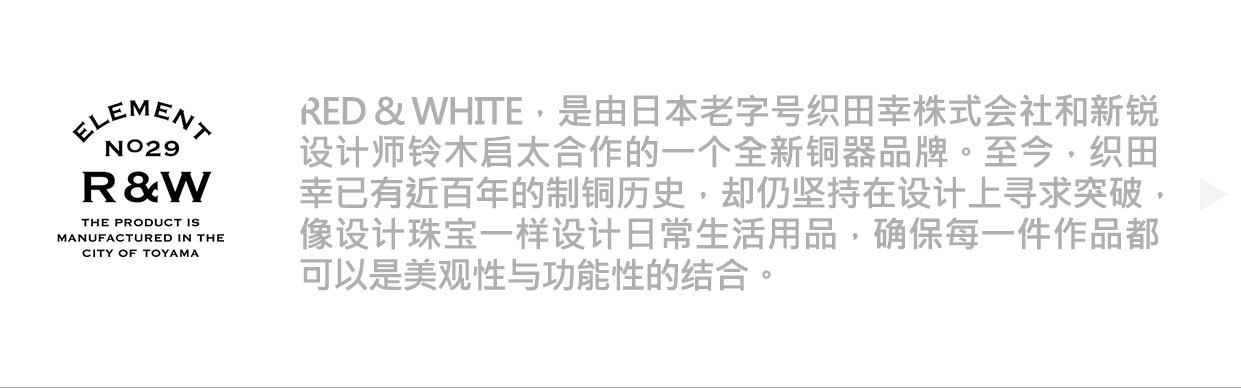 ELEMENT
No29
R&W
THE PRODUCT IS
MANUFACTURED IN THE
CITY OF TOYAMA
RED & WHITE，是由日本老字号织田幸株式会社和新锐
设计师铃木启太合作的一个全新铜器品牌。至今，织田
幸已有近百年的制铜历史，却仍坚持在设计上寻求突破，
像设计珠宝一样设计日常生活用品，确保每一件作品都
可以是美观性与功能性的结合。